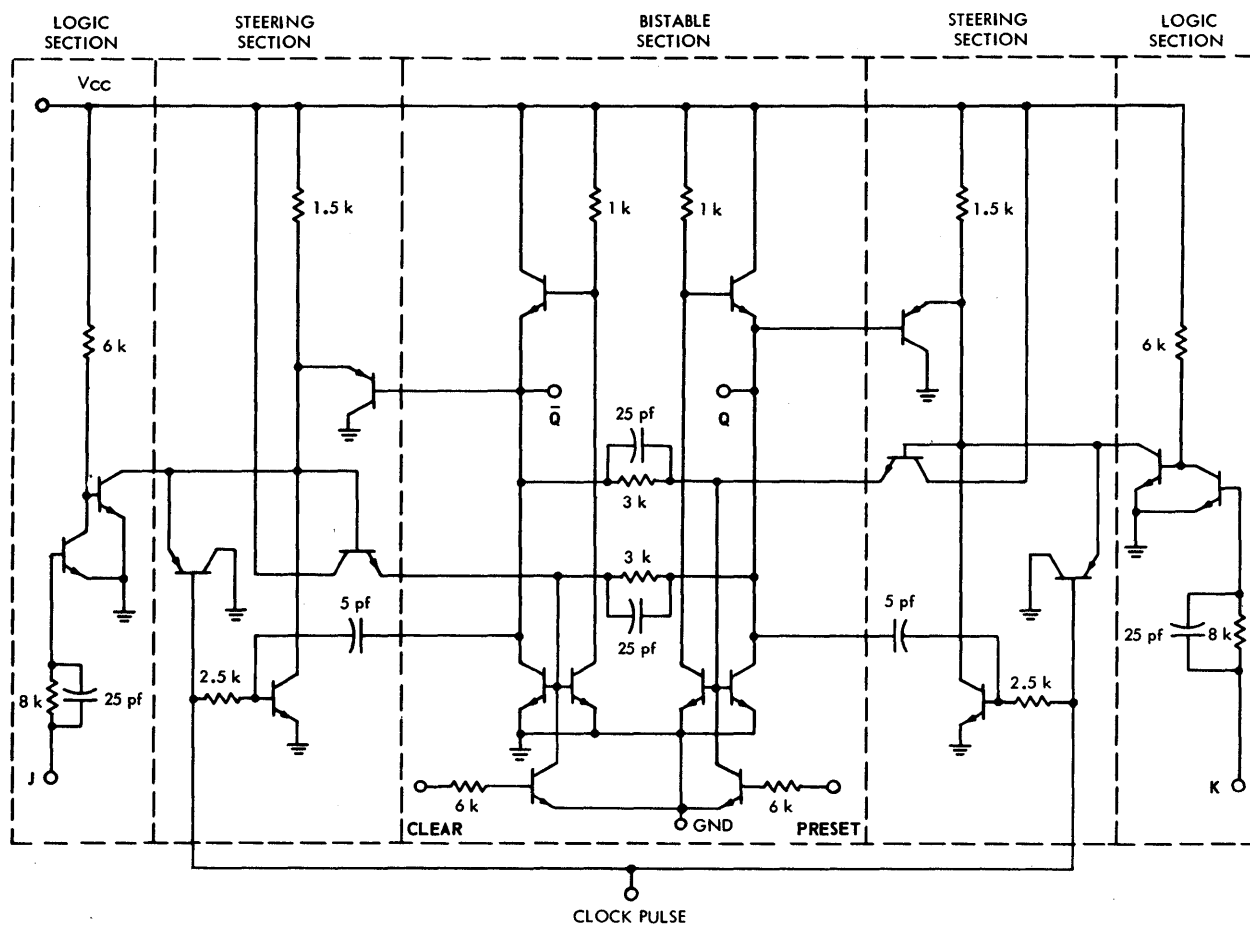 LOGIC
SECTION
STEERING
SECTION
BISTABLE
SECTION
STEERING
SECTION
LOGIC
SECTION
Vcc
1.5 k
1 k
1 k
1.5 k
6 k
6 k
Q̄
Q
25 pf
3 k
3 k
25 pf
5 pf
5 pf
2.5 k
2.5 k
8 k
25 pf
25 pf
8 k
J
K
6 k
6 k
CLEAR
GND
PRESET
CLOCK PULSE